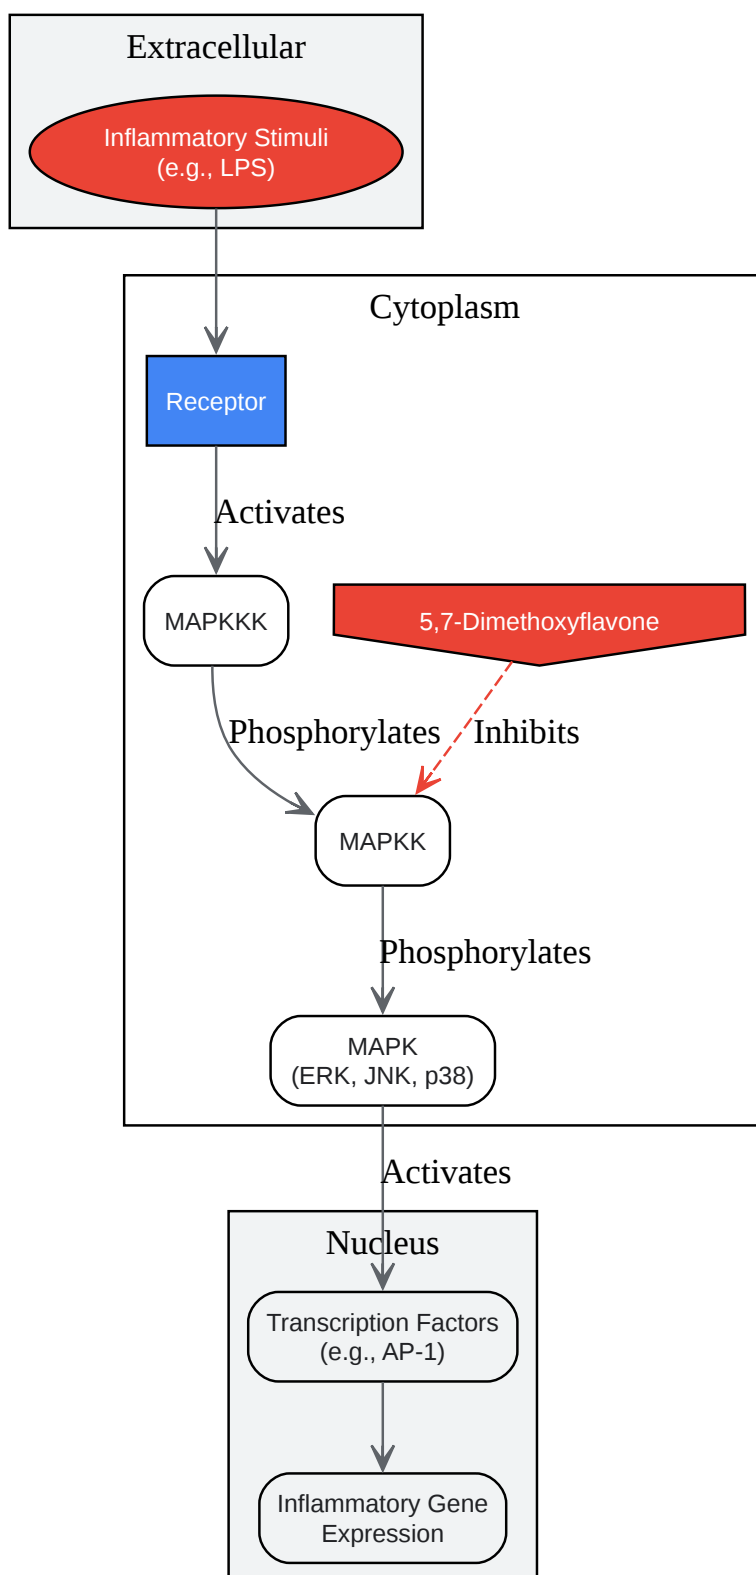 Extracellular
Inflammatory Stimuli
(e.g., LPS)
Cytoplasm
Receptor
Activates
MAPKKK
5,7-Dimethoxyflavone
Phosphorylates
Inhibits
MAPKK
Phosphorylates
MAPK
(ERK, JNK, p38)
Activates
Nucleus
Transcription Factors
(e.g., AP-1)
Inflammatory Gene
Expression